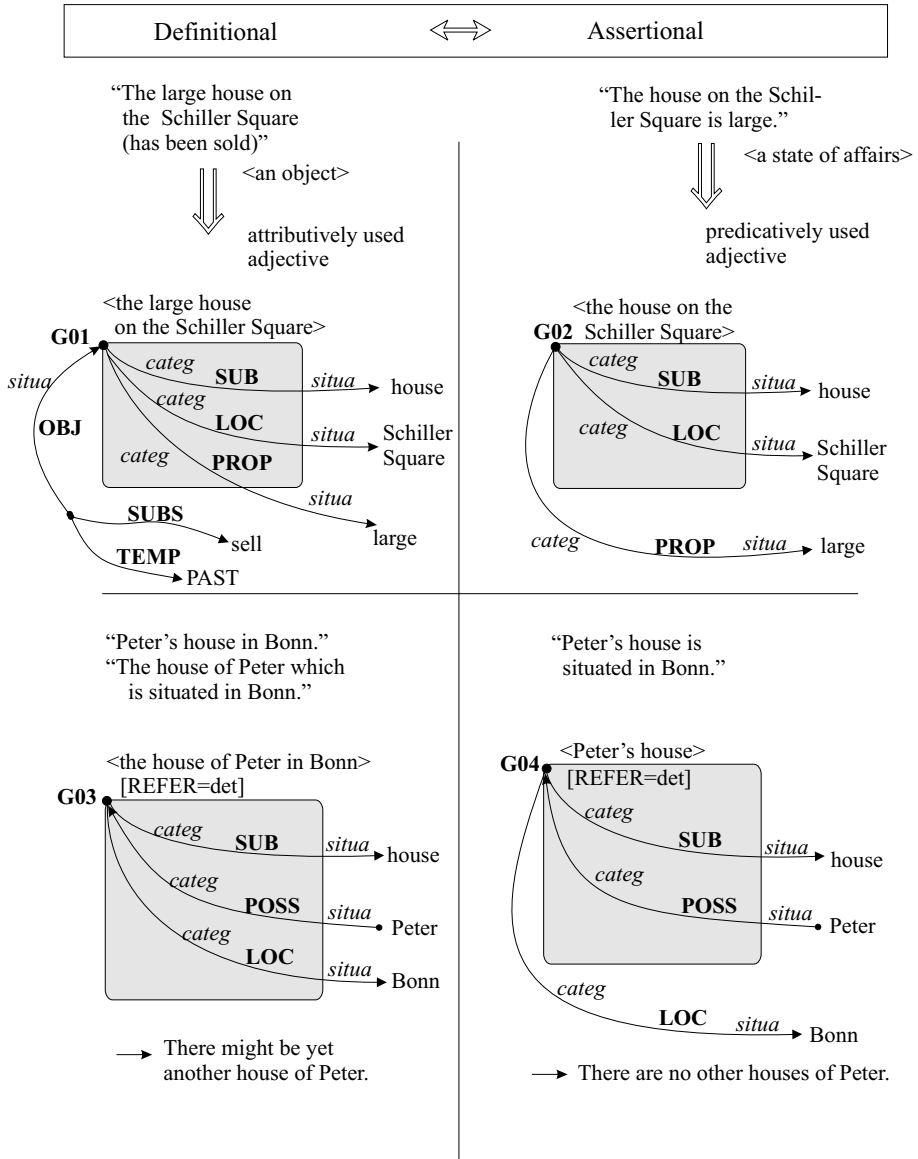 Definitional
Assertional
“The large house on
the Schiller Square
(has been sold)”
<an object>
attributively used
adjective
<the large house
on the Schiller Square>
G01
situa
OBJ
categ
SUB
situa
house
categ
LOC
situa
Schiller
Square
categ
PROP
situa
large
SUBS
sell
TEMP
PAST
“The house on the Schil-
ler Square is large.”
<a state of affairs>
predicatively used
adjective
<the house on the
Schiller Square>
G02
categ
SUB
situa
house
categ
LOC
situa
Schiller
Square
categ
PROP
situa
large
“Peter’s house in Bonn.”
“The house of Peter which
is situated in Bonn.”
<the house of Peter in Bonn>
[REFER=det]
G03
categ
SUB
situa
house
categ
POSS
situa
Peter
categ
LOC
situa
Bonn
There might be yet
another house of Peter.
“Peter’s house is
situated in Bonn.”
<Peter’s house>
[REFER=det]
G04
categ
SUB
situa
house
categ
POSS
situa
Peter
categ
LOC
situa
Bonn
There are no other houses of Peter.